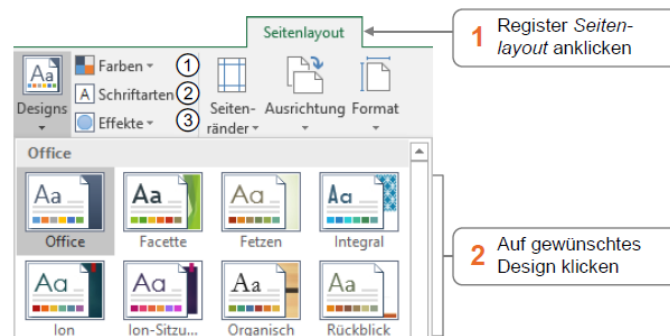 Seitenlayout
1 Register Seiten-
layout anklicken
Aa
Designs
Farben ①
A Schriftarten ②
Effekte ③
Seiten-
ränder
Ausrichtung
Format
Office
Aa Aa Aa Aa
Office Facette Fetzen Integral
2 Auf gewünschtes
Design klicken
Aa Aa Aa Aa
Ion Ion-Sitzu... Organisch Rückblick